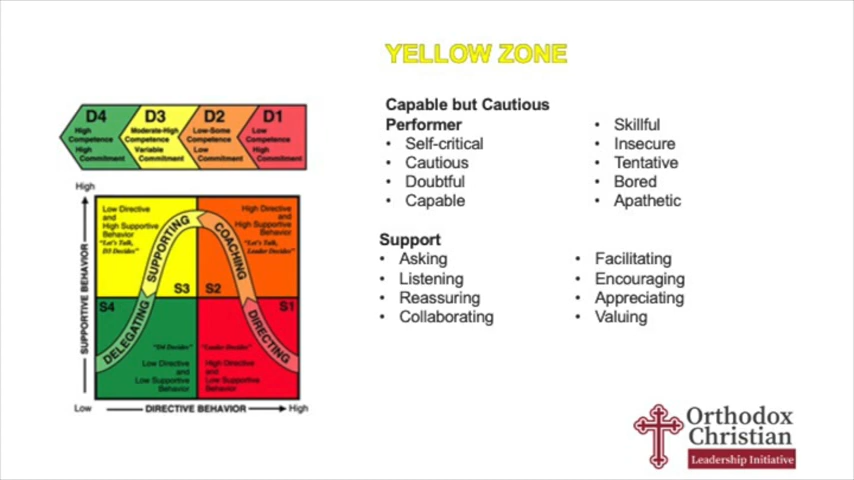 YELLOW ZONE
D4
High
Competence
High
Commitment
D3
Moderate-High
Competence
Variable
Commitment
D2
Low-Some
Competence
Low
Commitment
D1
Low
Competence
High
Commitment
High
SUPPORTIVE BEHAVIOR
Low Directive
and
High Supportive
Behavior
"Let's Talk,
D3 Decides"
S3
High Directive
and
High Supportive
Behavior
"Let's Talk,
Leader Decides"
S2
S4
"D4 Decides"
Low Directive
and
Low Supportive
Behavior
S1
"Leader Decides"
High Directive
and
Low Supportive
Behavior
DELEGATING
SUPPORTING
COACHING
DIRECTING
Low
DIRECTIVE BEHAVIOR
High
Capable but Cautious
Performer
• Self-critical
• Cautious
• Doubtful
• Capable
• Skillful
• Insecure
• Tentative
• Bored
• Apathetic
Support
• Asking
• Listening
• Reassuring
• Collaborating
• Facilitating
• Encouraging
• Appreciating
• Valuing
Orthodox
Christian
Leadership Initiative